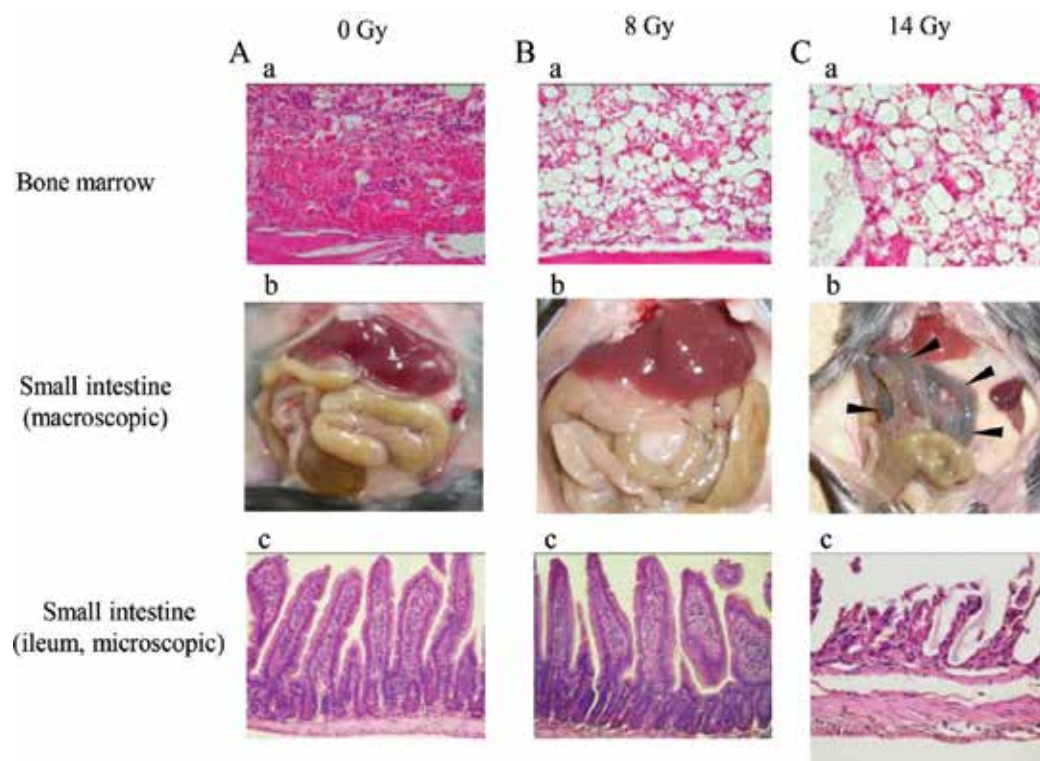 0 Gy
8 Gy
14 Gy
A
B
C
a
a
a
Bone marrow
b
b
b
Small intestine
(macroscopic)
c
c
c
Small intestine
(ileum, microscopic)